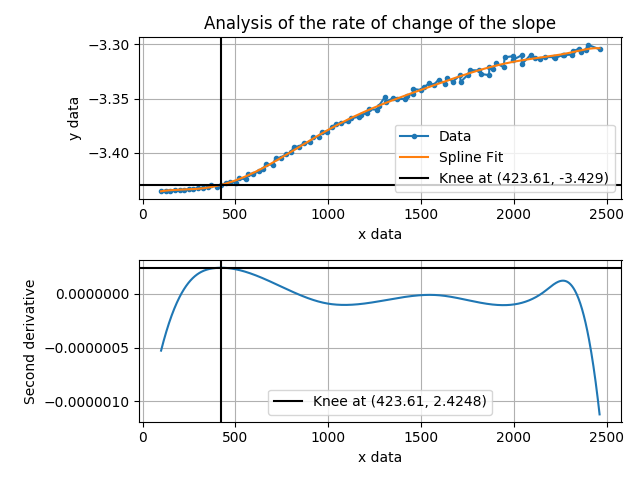 Analysis of the rate of change of the slope
−3.30
−3.35
−3.40
y data
Data
Spline Fit
Knee at (423.61, -3.429)
0 500 1000 1500 2000 2500
x data
0.0000000
−0.0000005
−0.0000010
Second derivative
Knee at (423.61, 2.4248)
0 500 1000 1500 2000 2500
x data